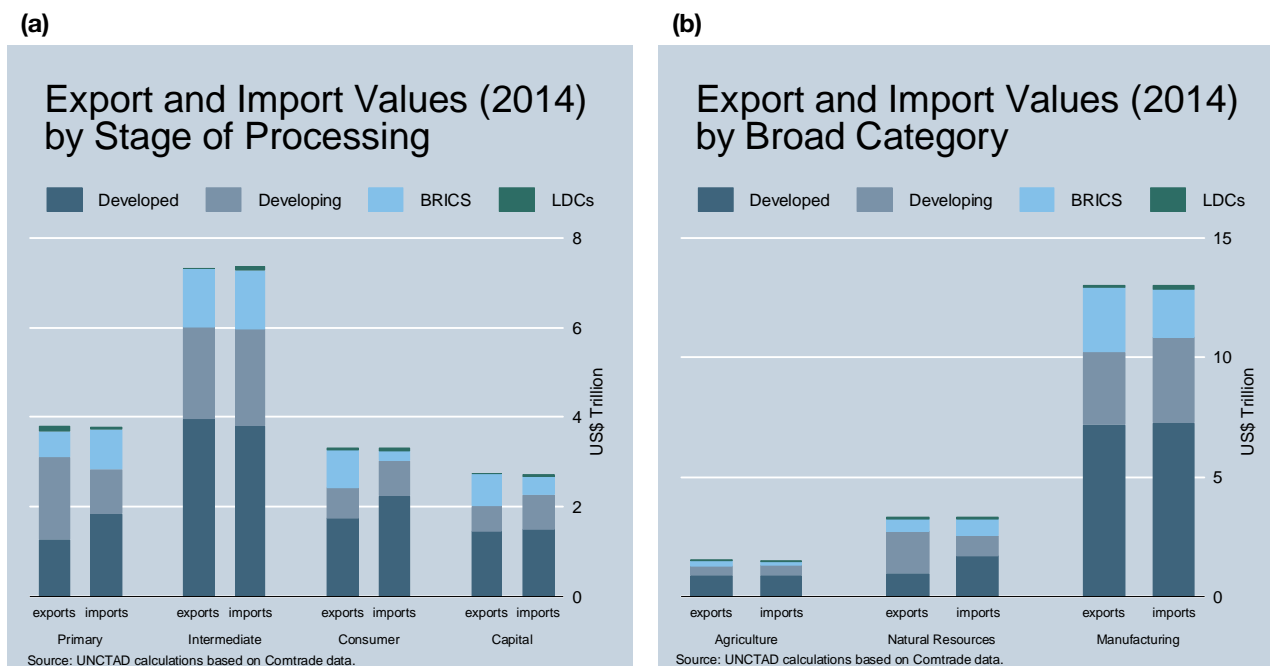 (a)
Export and Import Values (2014)
by Stage of Processing
Developed Developing BRICS LDCs
8
6
4
2
0
US$ Trillion
exports imports exports imports exports imports exports imports
Primary Intermediate Consumer Capital
Source: UNCTAD calculations based on Comtrade data.
(b)
Export and Import Values (2014)
by Broad Category
Developed Developing BRICS LDCs
15
10
5
0
US$ Trillion
exports imports exports imports exports imports
Agriculture Natural Resources Manufacturing
Source: UNCTAD calculations based on Comtrade data.